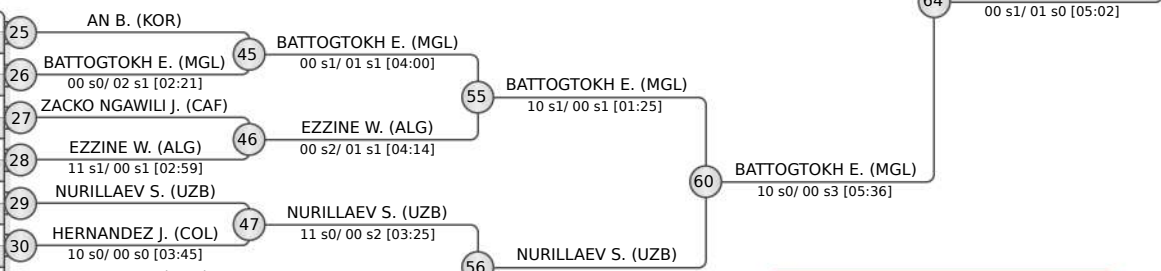 64
00 s1/ 01 s0 [05:02]
25
AN B. (KOR)
45
BATTOGTOKH E. (MGL)
00 s1/ 01 s1 [04:00]
26
BATTOGTOKH E. (MGL)
00 s0/ 02 s1 [02:21]
55
BATTOGTOKH E. (MGL)
10 s1/ 00 s1 [01:25]
27
ZACKO NGAWILI J. (CAF)
46
EZZINE W. (ALG)
00 s2/ 01 s1 [04:14]
28
EZZINE W. (ALG)
11 s1/ 00 s1 [02:59]
60
BATTOGTOKH E. (MGL)
10 s0/ 00 s3 [05:36]
29
NURILLAEV S. (UZB)
47
NURILLAEV S. (UZB)
11 s0/ 00 s2 [03:25]
30
HERNANDEZ J. (COL)
10 s0/ 00 s0 [03:45]
56
NURILLAEV S. (UZB)